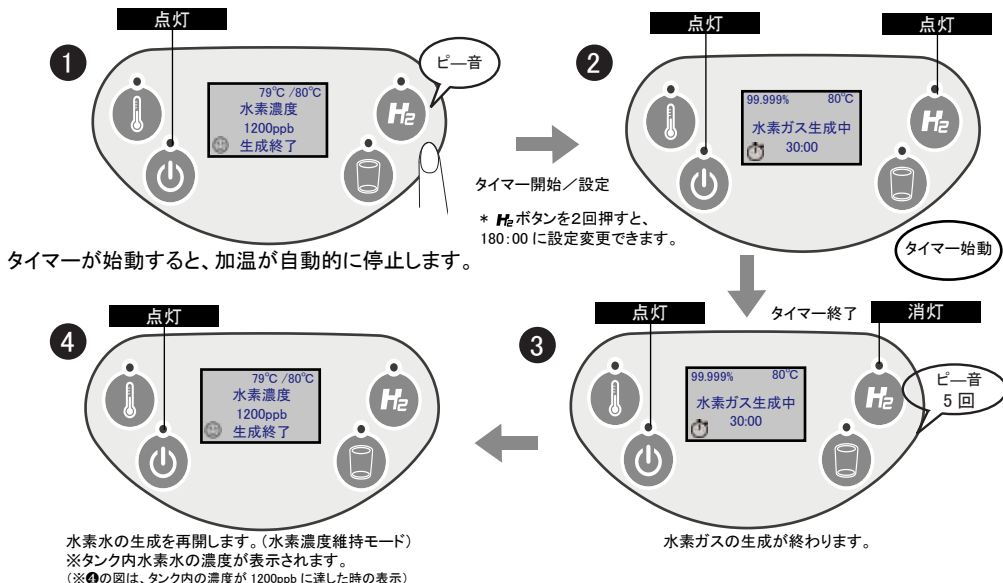 点灯
1
ピ―音
79℃ /80℃
水素濃度
1200ppb
生成終了
H2
タイマー開始／設定
* H2ボタンを2回押すと、
180:00 に設定変更できます。
タイマーが始動すると、加温が自動的に停止します。
点灯
点灯
2
99.999% 80℃
水素ガス生成中
30:00
H2
タイマー始動
タイマー終了
点灯
消灯
3
99.999% 80℃
水素ガス生成中
30:00
H2
ピ―音
5 回
水素ガスの生成が終わります。
点灯
4
79℃ /80℃
水素濃度
1200ppb
生成終了
H2
水素水の生成を再開します。(水素濃度維持モード)
※タンク内水素水の濃度が表示されます。
(※❹の図は、タンク内の濃度が 1200ppb に達した時の表示)